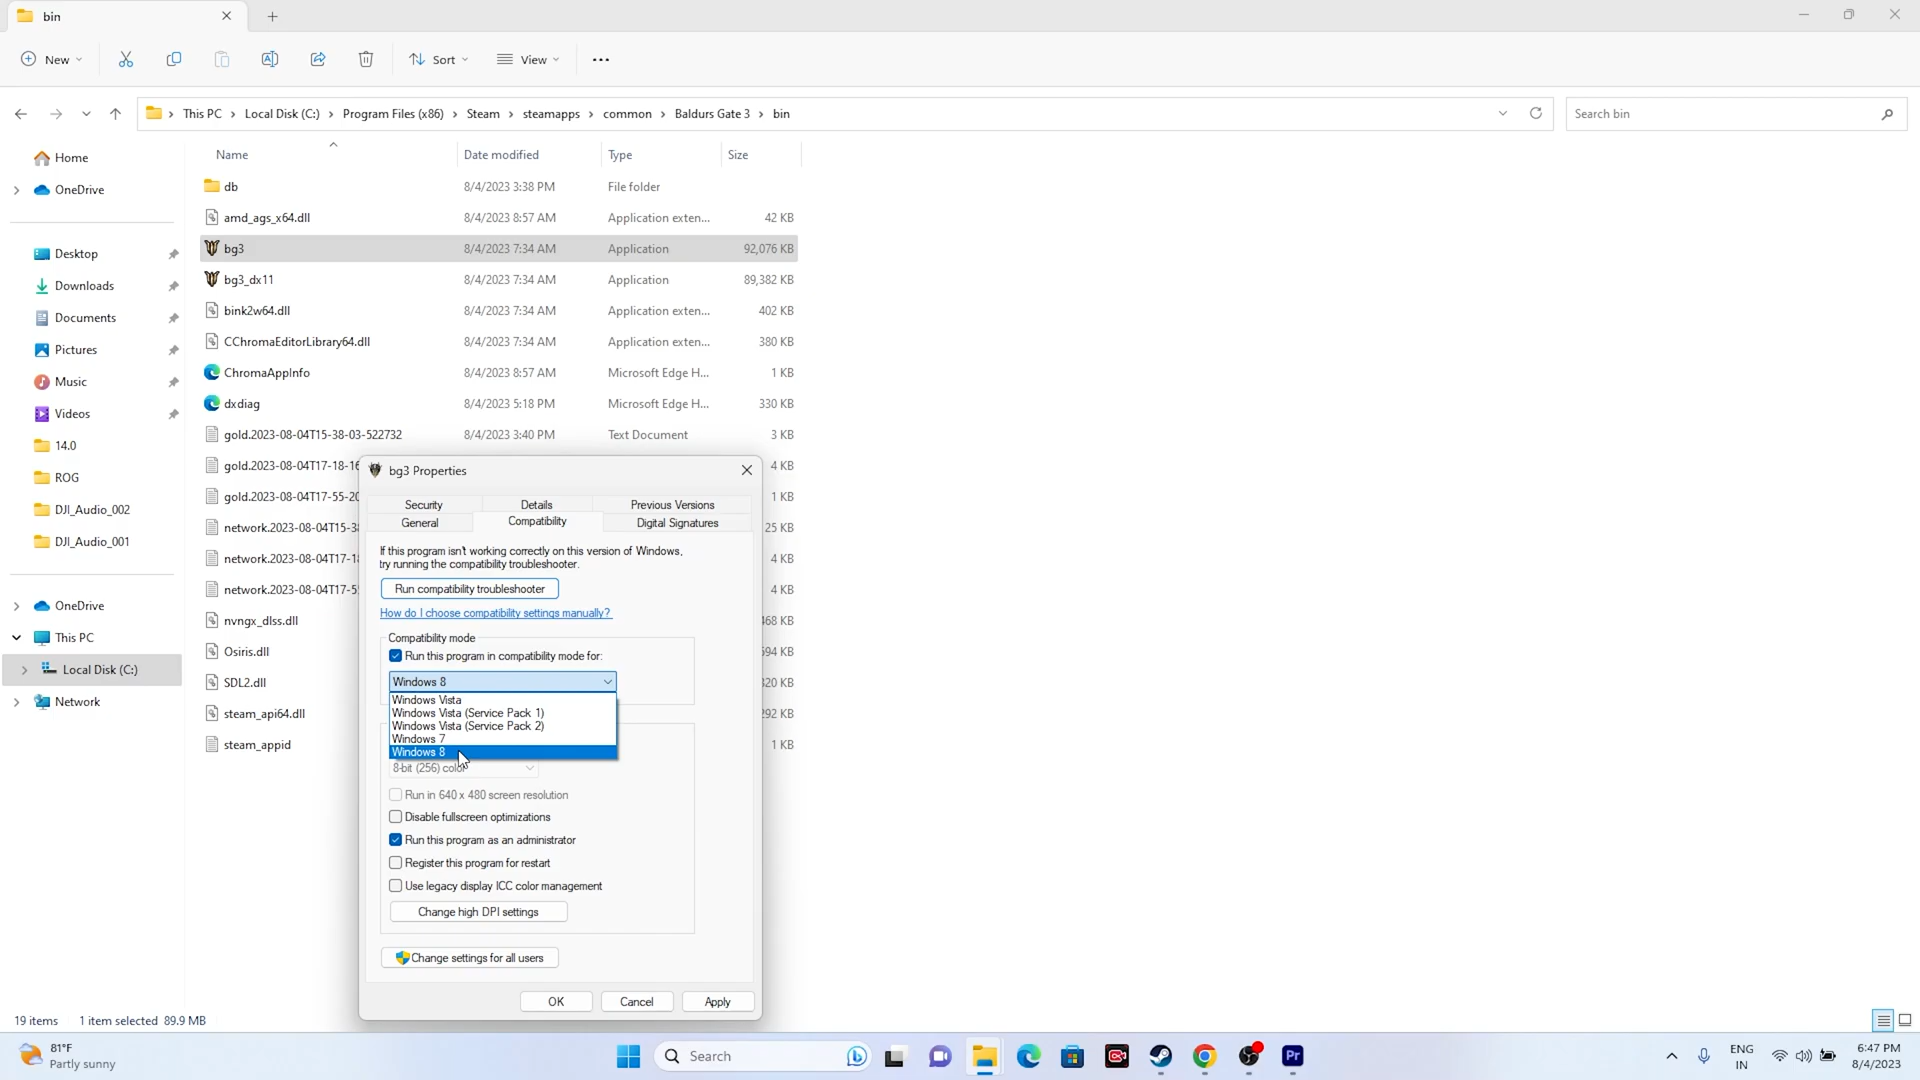 bin
New
Sort
View
This PC
Local Disk (C:)
Program Files (x86)
Steam
steamapps
common
Baldurs Gate 3
bin
Search bin
Home
OneDrive
Desktop
Downloads
Documents
Pictures
Music
Videos
14.0
ROG
DJI_Audio_002
DJI_Audio_001
OneDrive
This PC
Local Disk (C:)
Network
Name Date modified Type Size
db 8/4/2023 3:38 PM File folder
amd_ags_x64.dll 8/4/2023 8:57 AM Application exten... 42 KB
bg3 8/4/2023 7:34 AM Application 92,076 KB
bg3_dx11 8/4/2023 7:34 AM Application 89,382 KB
bink2w64.dll 8/4/2023 7:34 AM Application exten... 402 KB
CChromaEditorLibrary64.dll 8/4/2023 7:34 AM Application exten... 380 KB
ChromaAppInfo 8/4/2023 8:57 AM Microsoft Edge H... 1 KB
dxdiag 8/4/2023 5:18 PM Microsoft Edge H... 330 KB
gold.2023-08-04T15-38-03-522732 8/4/2023 3:40 PM Text Document 3 KB
gold.2023-08-04T17-18-16 4 KB
gold.2023-08-04T17-55-20 1 KB
network.2023-08-04T15-3 25 KB
network.2023-08-04T17-18 4 KB
network.2023-08-04T17-5 4 KB
nvngx_dlss.dll 468 KB
Osiris.dll 594 KB
SDL2.dll 320 KB
steam_api64.dll 292 KB
steam_appid 1 KB
bg3 Properties
Security Details Previous Versions
General Compatibility Digital Signatures
If this program isn't working correctly on this version of Windows,
try running the compatibility troubleshooter.
Run compatibility troubleshooter
How do I choose compatibility settings manually?
Compatibility mode
Run this program in compatibility mode for:
Windows 8
Windows Vista
Windows Vista (Service Pack 1)
Windows Vista (Service Pack 2)
Windows 7
Windows 8
8-bit (256) color
Run in 640 x 480 screen resolution
Disable fullscreen optimizations
Run this program as an administrator
Register this program for restart
Use legacy display ICC color management
Change high DPI settings
Change settings for all users
OK Cancel Apply
19 items 1 item selected 89.9 MB
81°F
Partly sunny
Search
Pr
ENG
IN
6:47 PM
8/4/2023